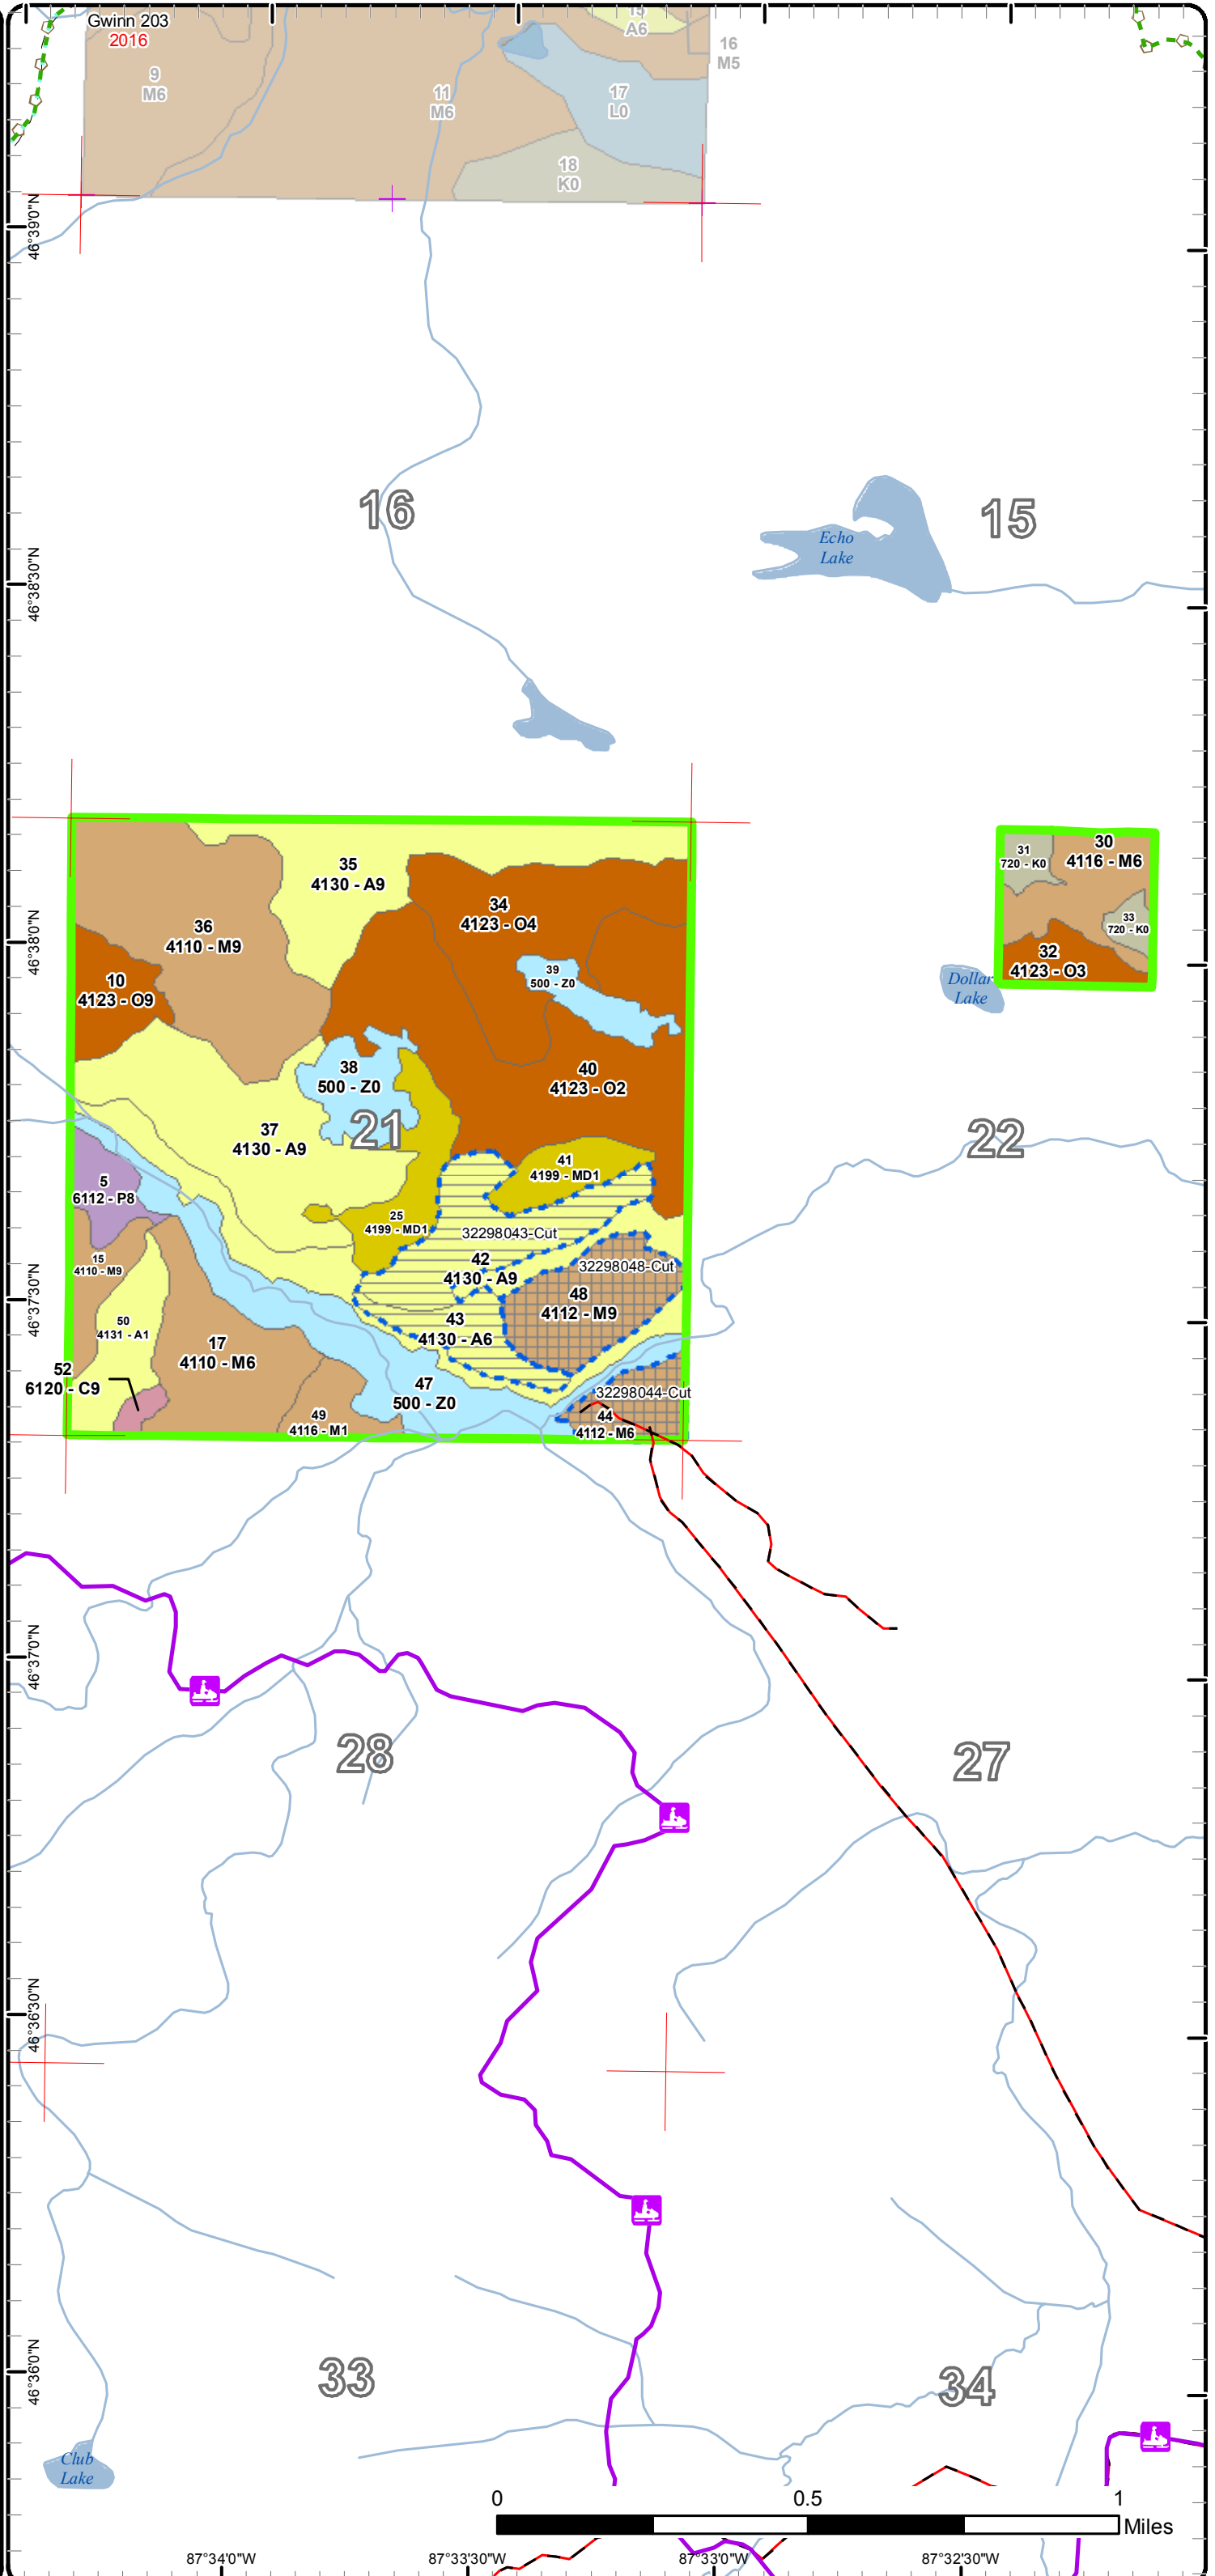 Gwinn 203
2016
15
A6
16
M5
9
M6
11
M6
17
L0
18
K0
46°39'0"N
16
15
Echo
Lake
46°38'30"N
35
4130 - A9
31
720 - K0
30
4116 - M6
34
4123 - O4
36
4110 - M9
33
720 - K0
46°38'0"N
32
4123 - O3
10
4123 - O9
39
500 - Z0
Dollar
Lake
38
500 - Z0
40
4123 - O2
21
37
4130 - A9
22
41
4199 - MD1
5
6112 - P8
25
4199 - MD1
32298043-Cut
15
4110 - M9
42
4130 - A9
32298048-Cut
46°37'30"N
48
4112 - M9
50
4131 - A1
43
4130 - A6
17
4110 - M6
52
6120 - C9
47
500 - Z0
32298044-Cut
49
4116 - M1
44
4112 - M6
46°37'0"N
28
27
46°36'30"N
46°36'0"N
33
34
Club
Lake
0
0.5
1
Miles
87°34'0"W
87°33'30"W
87°33'0"W
87°32'30"W